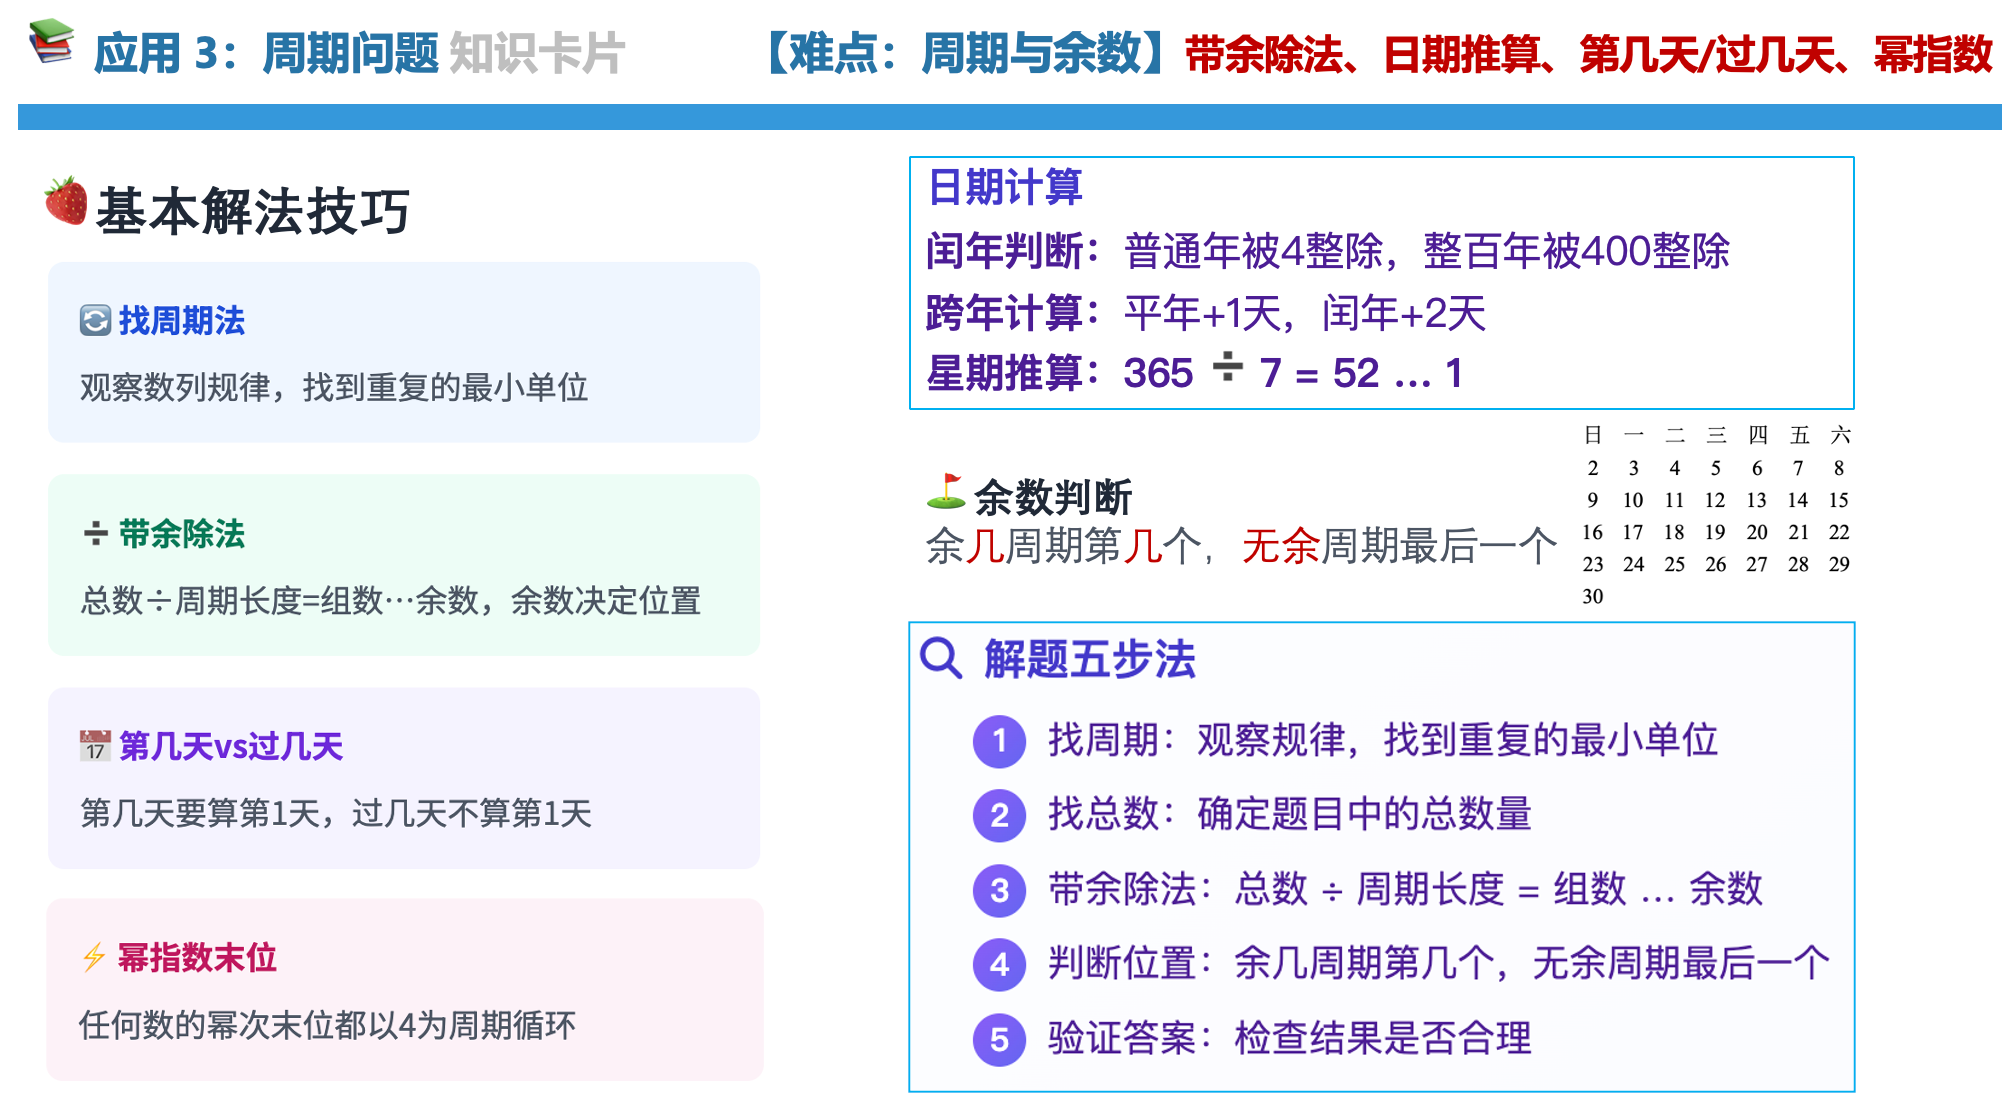 应用 3：周期问题 知识卡片
【难点：周期与余数】带余除法、日期推算、第几天/过几天、幂指数
基本解法技巧
找周期法
观察数列规律，找到重复的最小单位
÷ 带余除法
总数÷周期长度=组数…余数，余数决定位置
17 第几天vs过几天
第几天要算第1天，过几天不算第1天
幂指数末位
任何数的幂次末位都以4为周期循环
日期计算
闰年判断：普通年被4整除，整百年被400整除
跨年计算：平年+1天，闰年+2天
星期推算：365 ÷ 7 = 52 … 1
余数判断
余几周期第几个，无余周期最后一个
日 一 二 三 四 五 六
2 3 4 5 6 7 8
9 10 11 12 13 14 15
16 17 18 19 20 21 22
23 24 25 26 27 28 29
30
解题五步法
1 找周期：观察规律，找到重复的最小单位
2 找总数：确定题目中的总数量
3 带余除法：总数 ÷ 周期长度 = 组数 … 余数
4 判断位置：余几周期第几个，无余周期最后一个
5 验证答案：检查结果是否合理